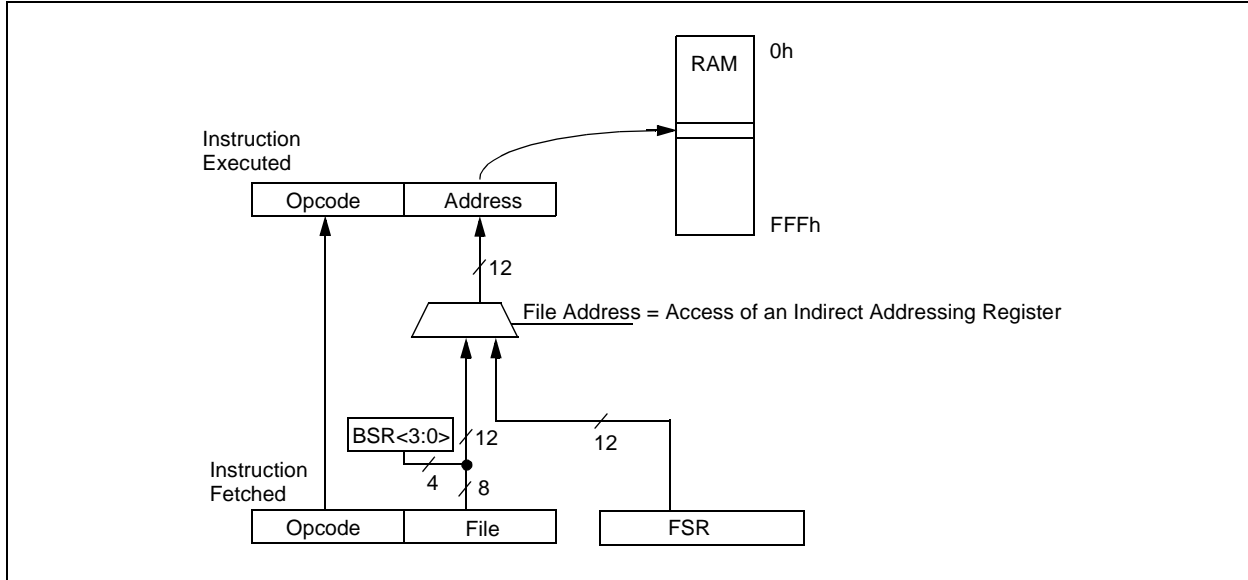 RAM
0h
Instruction
Executed
Opcode
Address
FFFh
12
File Address = Access of an Indirect Addressing Register
BSR<3:0>
12
12
4
8
Instruction
Fetched
Opcode
File
FSR